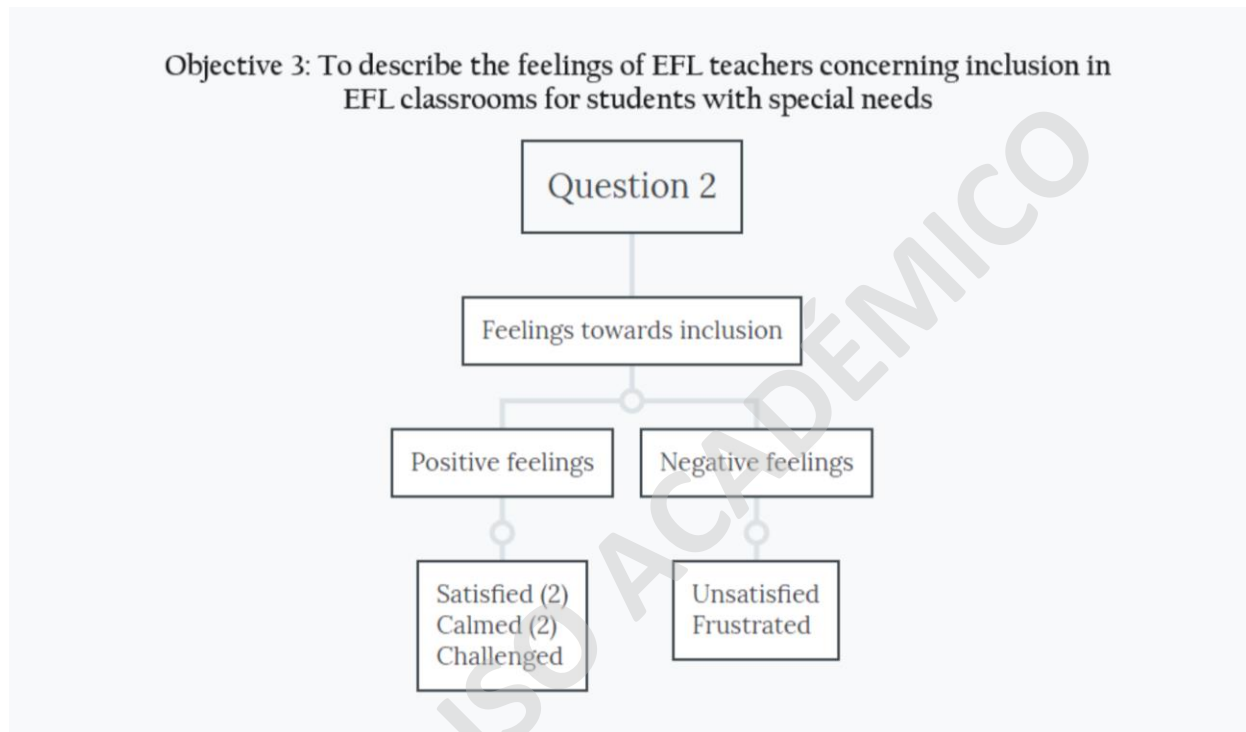 Objective 3: To describe the feelings of EFL teachers concerning inclusion in
EFL classrooms for students with special needs
Question 2
Feelings towards inclusion
Positive feelings
Negative feelings
Satisfied (2)
Calmed (2)
Challenged
Unsatisfied
Frustrated
ACADÉMICO